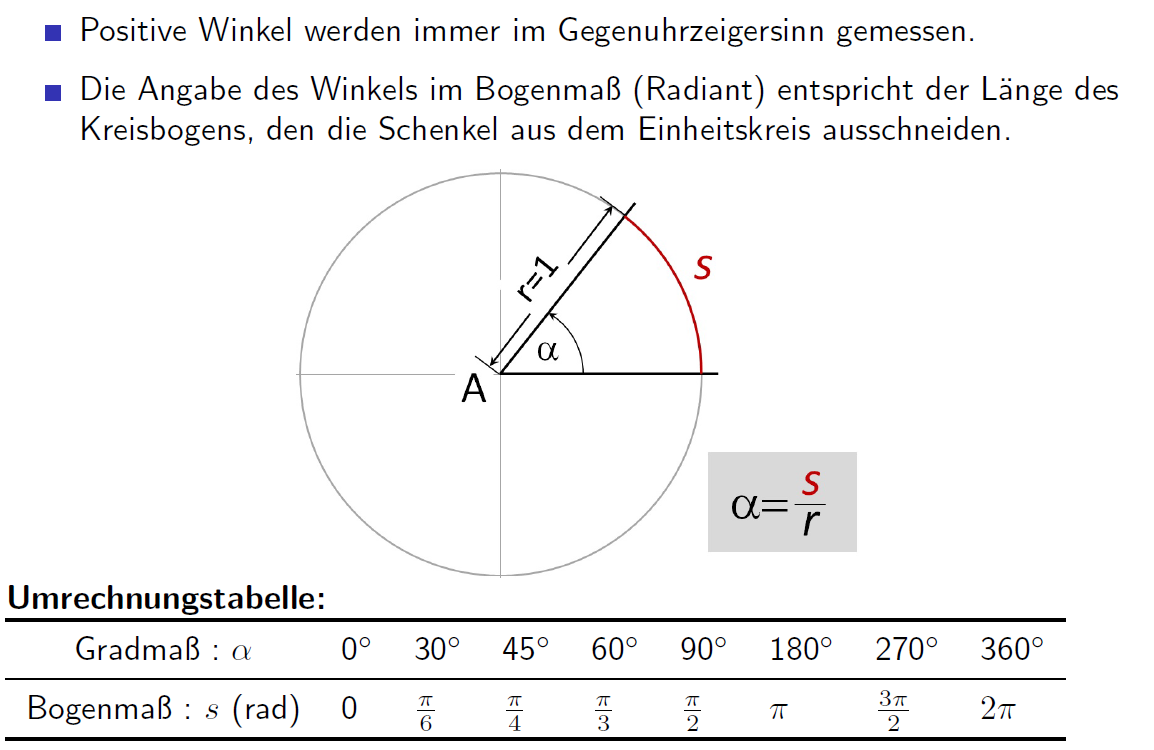 Positive Winkel werden immer im Gegenuhrzeigersinn gemessen.
Die Angabe des Winkels im Bogenmaß (Radiant) entspricht der Länge des
Kreisbogens, den die Schenkel aus dem Einheitskreis ausschneiden.
r=1
s
α
A
α=s/r
Umrechnungstabelle:
Gradmaß : α 0° 30° 45° 60° 90° 180° 270° 360°
Bogenmaß : s (rad) 0 π/6 π/4 π/3 π/2 π 3π/2 2π